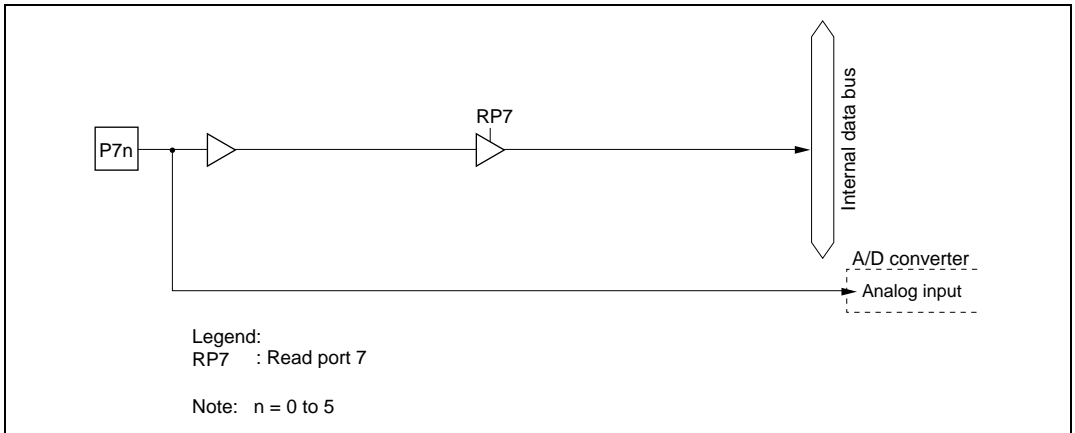 RP7
P7n
Internal data bus
A/D converter
Analog input
Legend:
RP7 : Read port 7
Note: n = 0 to 5